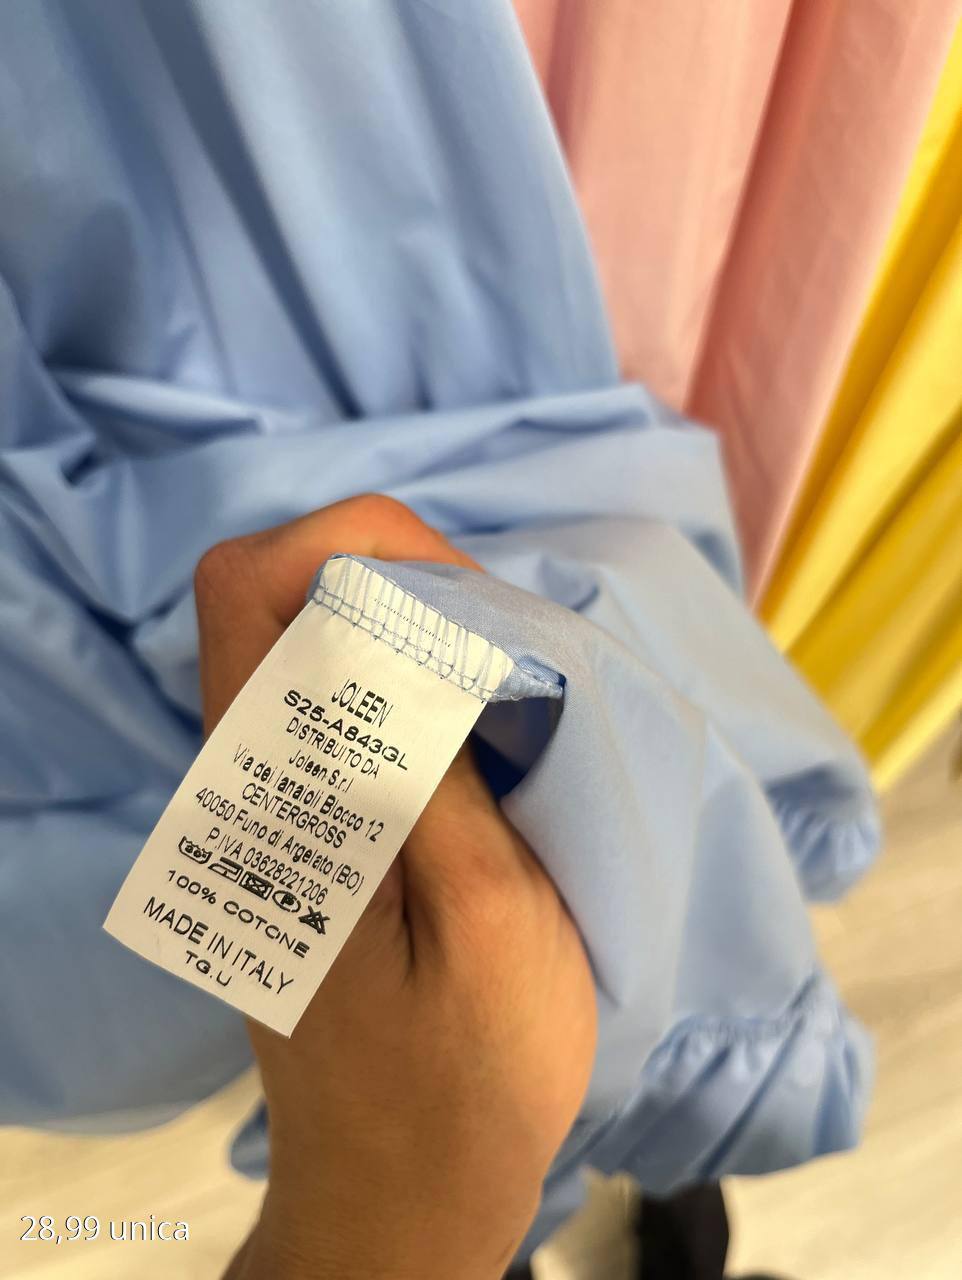 JOLEEN
S25-A843GL
DISTRIBUITO DA
Joleen S.r.l
Via dei lanaioli Blocco 12
CENTERGROSS
40050 Funo di Argelato (BO)
P.IVA 03628221206
100% COTONE
MADE IN ITALY
TG.U
28,99 unica